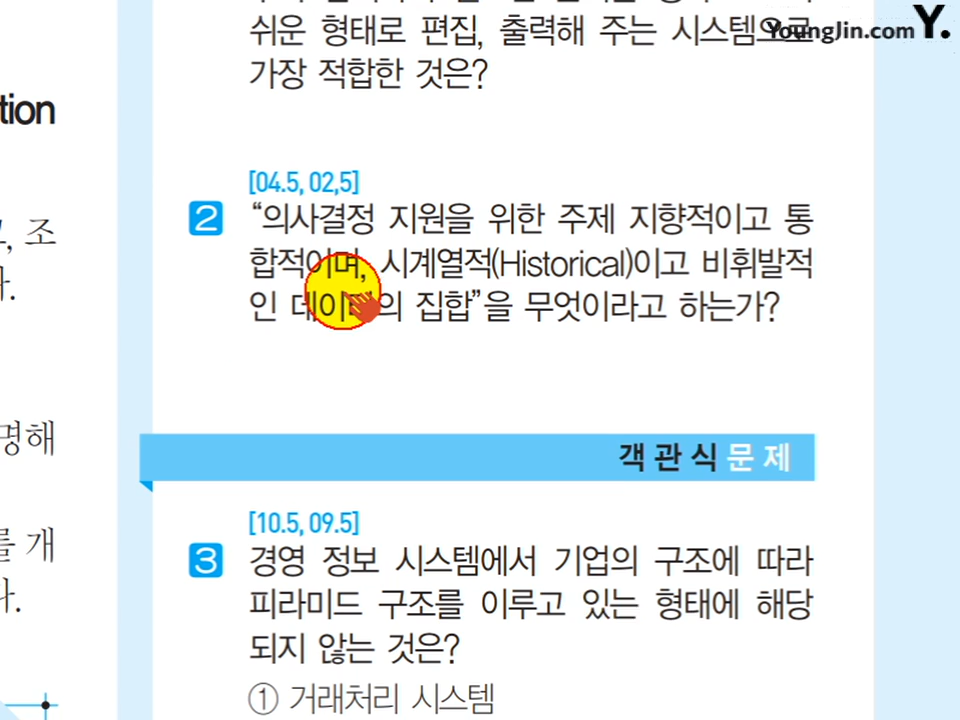 쉬운 형태로 편집, 출력해 주는 시스템으로
가장 적합한 것은?
YoungJin.com Y.
tion
조
명해
를 개
다.
[04.5, 02,5]
2 “의사결정 지원을 위한 주제 지향적이고 통
합적이며, 시계열적(Historical)이고 비휘발적
인 데이터의 집합”을 무엇이라고 하는가?
객관식 문제
[10.5, 09.5]
3 경영 정보 시스템에서 기업의 구조에 따라
피라미드 구조를 이루고 있는 형태에 해당
되지 않는 것은?
① 거래처리 시스템